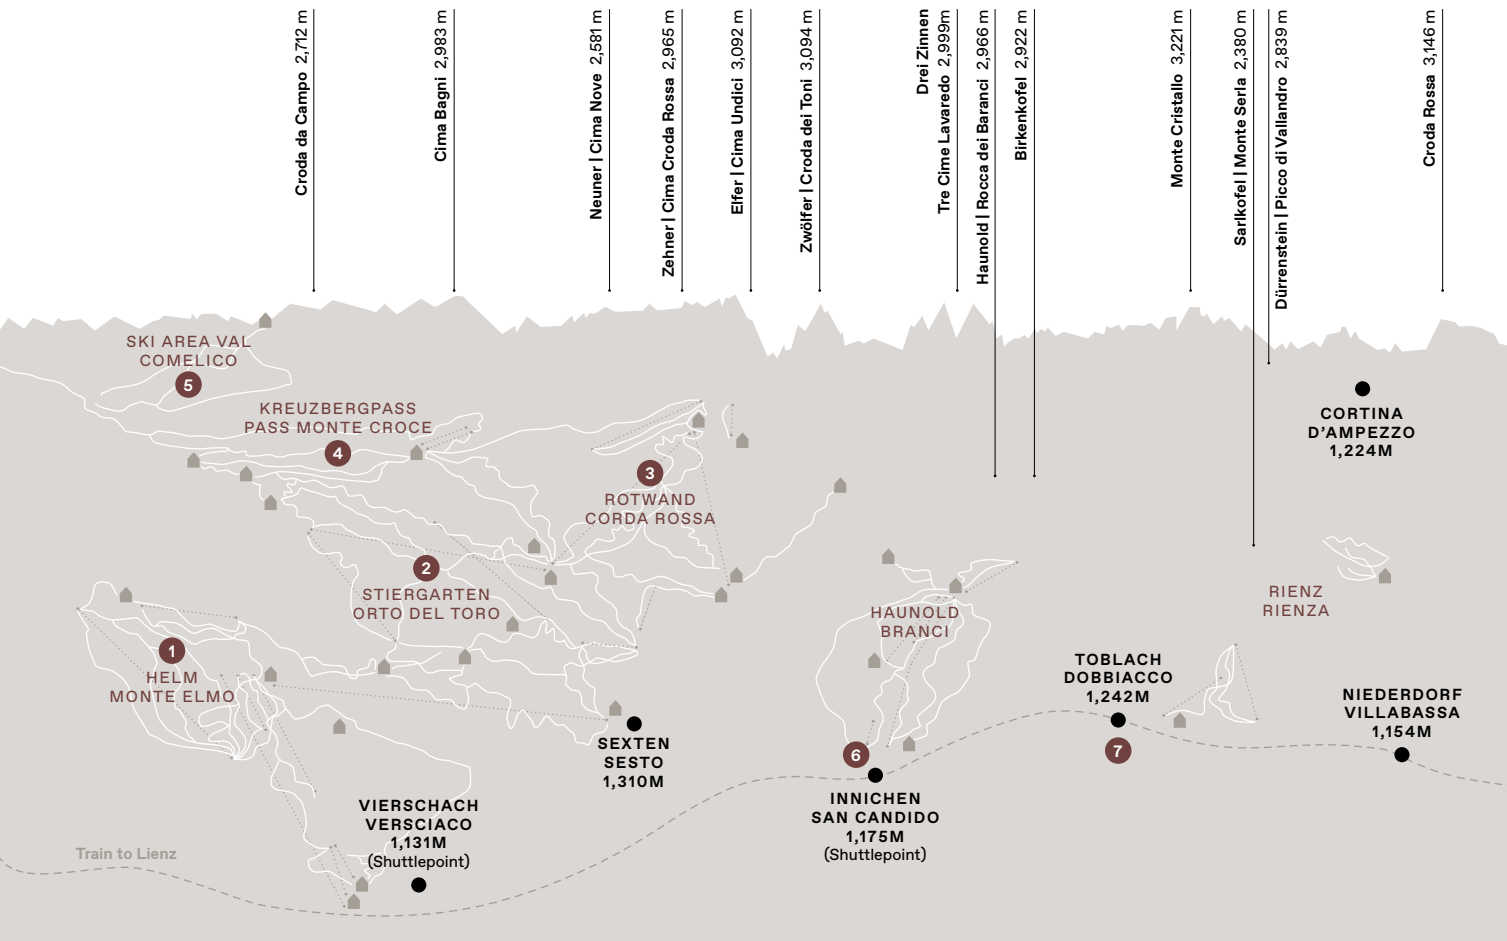 Croda da Campo 2,712 m
Cima Bagni 2,983 m
Neuner | Cima Nove 2,581 m
Zehner | Cima Croda Rossa 2,965 m
Elfer | Cima Undici 3,092 m
Zwölfer | Croda dei Toni 3,094 m
Drei Zinnen
Tre Cime Lavaredo 2,999m
Haunold | Rocca dei Baranci 2,966 m
Birkenkofel 2,922 m
Monte Cristallo 3,221 m
Sarlkofel | Monte Serla 2,380 m
Dürrenstein | Picco di Vallandro 2,839 m
Croda Rossa 3,146 m
SKI AREA VAL
COMELICO
5
KREUZBERGPASS
PASS MONTE CROCE
4
3
ROTWAND
CORDA ROSSA
CORTINA
D'AMPEZZO
1,224M
2
STIERGARTEN
ORTO DEL TORO
HAUNOLD
BRANCI
RIENZ
RIENZA
1
HELM
MONTE ELMO
TOBLACH
DOBBIACCO
1,242M
7
NIEDERDORF
VILLABASSA
1,154M
SEXTEN
SESTO
1,310M
6
INNICHEN
SAN CANDIDO
1,175M
(Shuttlepoint)
VIERSCHACH
VERSCIACO
1,131M
(Shuttlepoint)
Train to Lienz